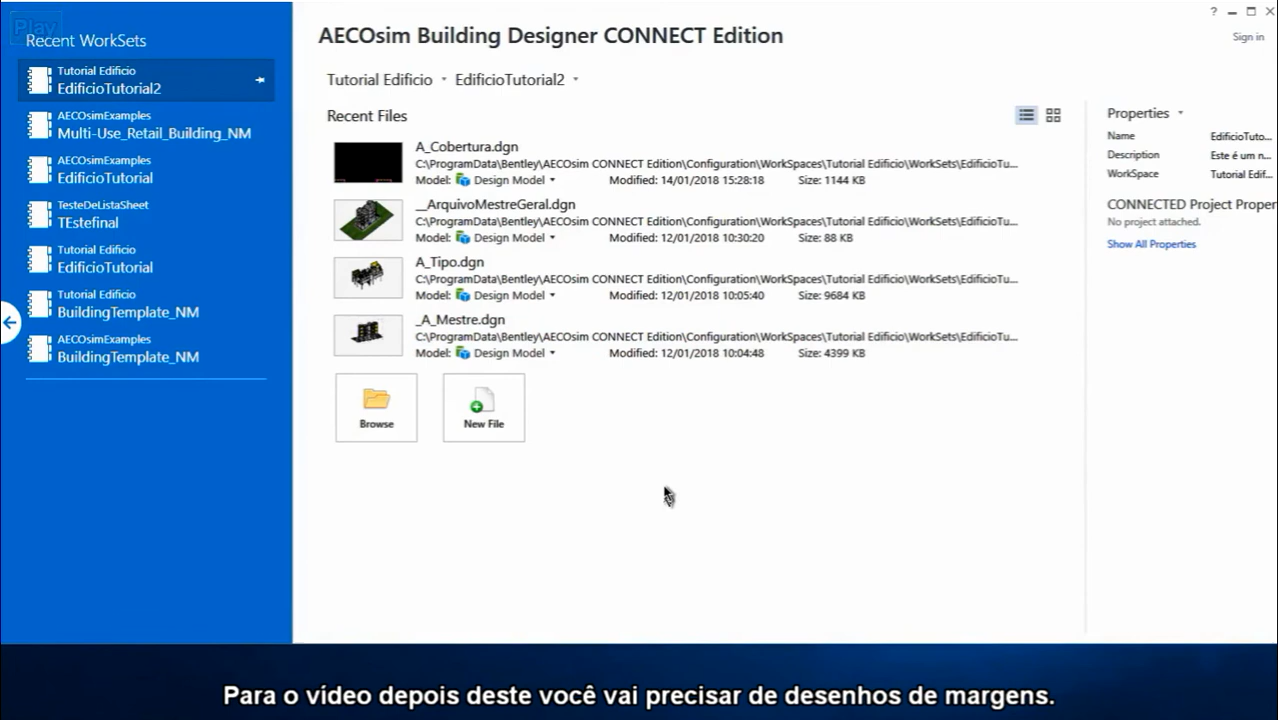 Play
Recent WorkSets
Tutorial Edificio
EdificioTutorial2
AECOsimExamples
Multi-Use_Retail_Building_NM
AECOsimExamples
EdificioTutorial
TesteDeListaSheet
TEstefinal
Tutorial Edificio
EdificioTutorial
Tutorial Edificio
BuildingTemplate_NM
AECOsimExamples
BuildingTemplate_NM
? 
Sign in
AECOsim Building Designer CONNECT Edition
Tutorial Edificio EdificioTutorial2
Recent Files
A_Cobertura.dgn
C:\ProgramData\Bentley\AECOsim CONNECT Edition\Configuration\WorkSpaces\Tutorial Edificio\WorkSets\EdificioTu...
Model: Design Model Modified: 14/01/2018 15:28:18 Size: 1144 KB
__ArquivoMestreGeral.dgn
C:\ProgramData\Bentley\AECOsim CONNECT Edition\Configuration\WorkSpaces\Tutorial Edificio\WorkSets\EdificioTu...
Model: Design Model Modified: 12/01/2018 10:30:20 Size: 88 KB
A_Tipo.dgn
C:\ProgramData\Bentley\AECOsim CONNECT Edition\Configuration\WorkSpaces\Tutorial Edificio\WorkSets\EdificioTu...
Model: Design Model Modified: 12/01/2018 10:05:40 Size: 9684 KB
_A_Mestre.dgn
C:\ProgramData\Bentley\AECOsim CONNECT Edition\Configuration\WorkSpaces\Tutorial Edificio\WorkSets\EdificioTu...
Model: Design Model Modified: 12/01/2018 10:04:48 Size: 4399 KB
Browse
New File
Properties
Name EdificioTuto...
Description Este é um n...
WorkSpace Tutorial Edif...
CONNECTED Project Proper
No project attached.
Show All Properties
Para o vídeo depois deste você vai precisar de desenhos de margens.